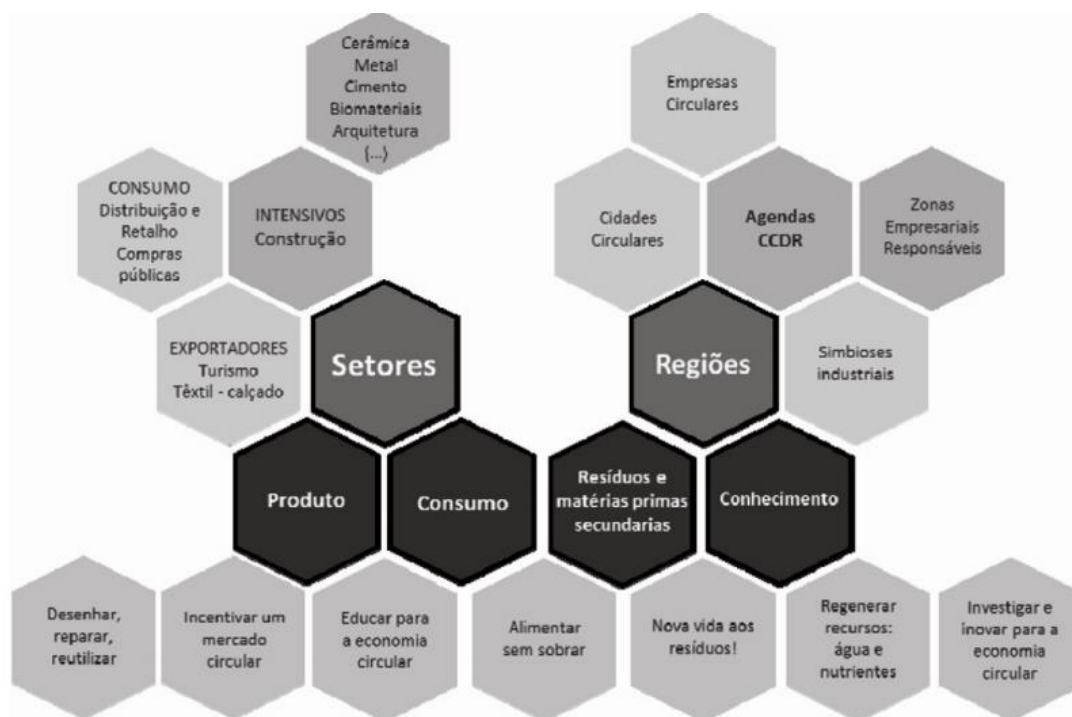 Cerâmica
Metal
Cimento
Biomateriais
Arquitetura
(...)
Empresas
Circulares
CONSUMO
Distribuição e
Retalho
Compras
públicas
INTENSIVOS
Construção
Cidades
Circulares
Agendas
CCDR
Zonas
Empresariais
Responsáveis
EXPORTADORES
Turismo
Têxtil - calçado
Setores
Regiões
Simbioses
industriais
Produto
Consumo
Resíduos e
matérias primas
secundarias
Conhecimento
Desenhar,
reparar,
reutilizar
Incentivar um
mercado
circular
Educar para
a economia
circular
Alimentar
sem sobrar
Nova vida aos
resíduos!
Regenerar
recursos:
água e
nutrientes
Investigar e
inovar para a
economia
circular